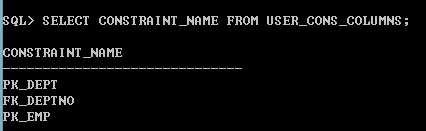 SQL> SELECT CONSTRAINT_NAME FROM USER_CONS_COLUMNS;
CONSTRAINT_NAME
------------------------------
PK_DEPT
FK_DEPTNO
PK_EMP